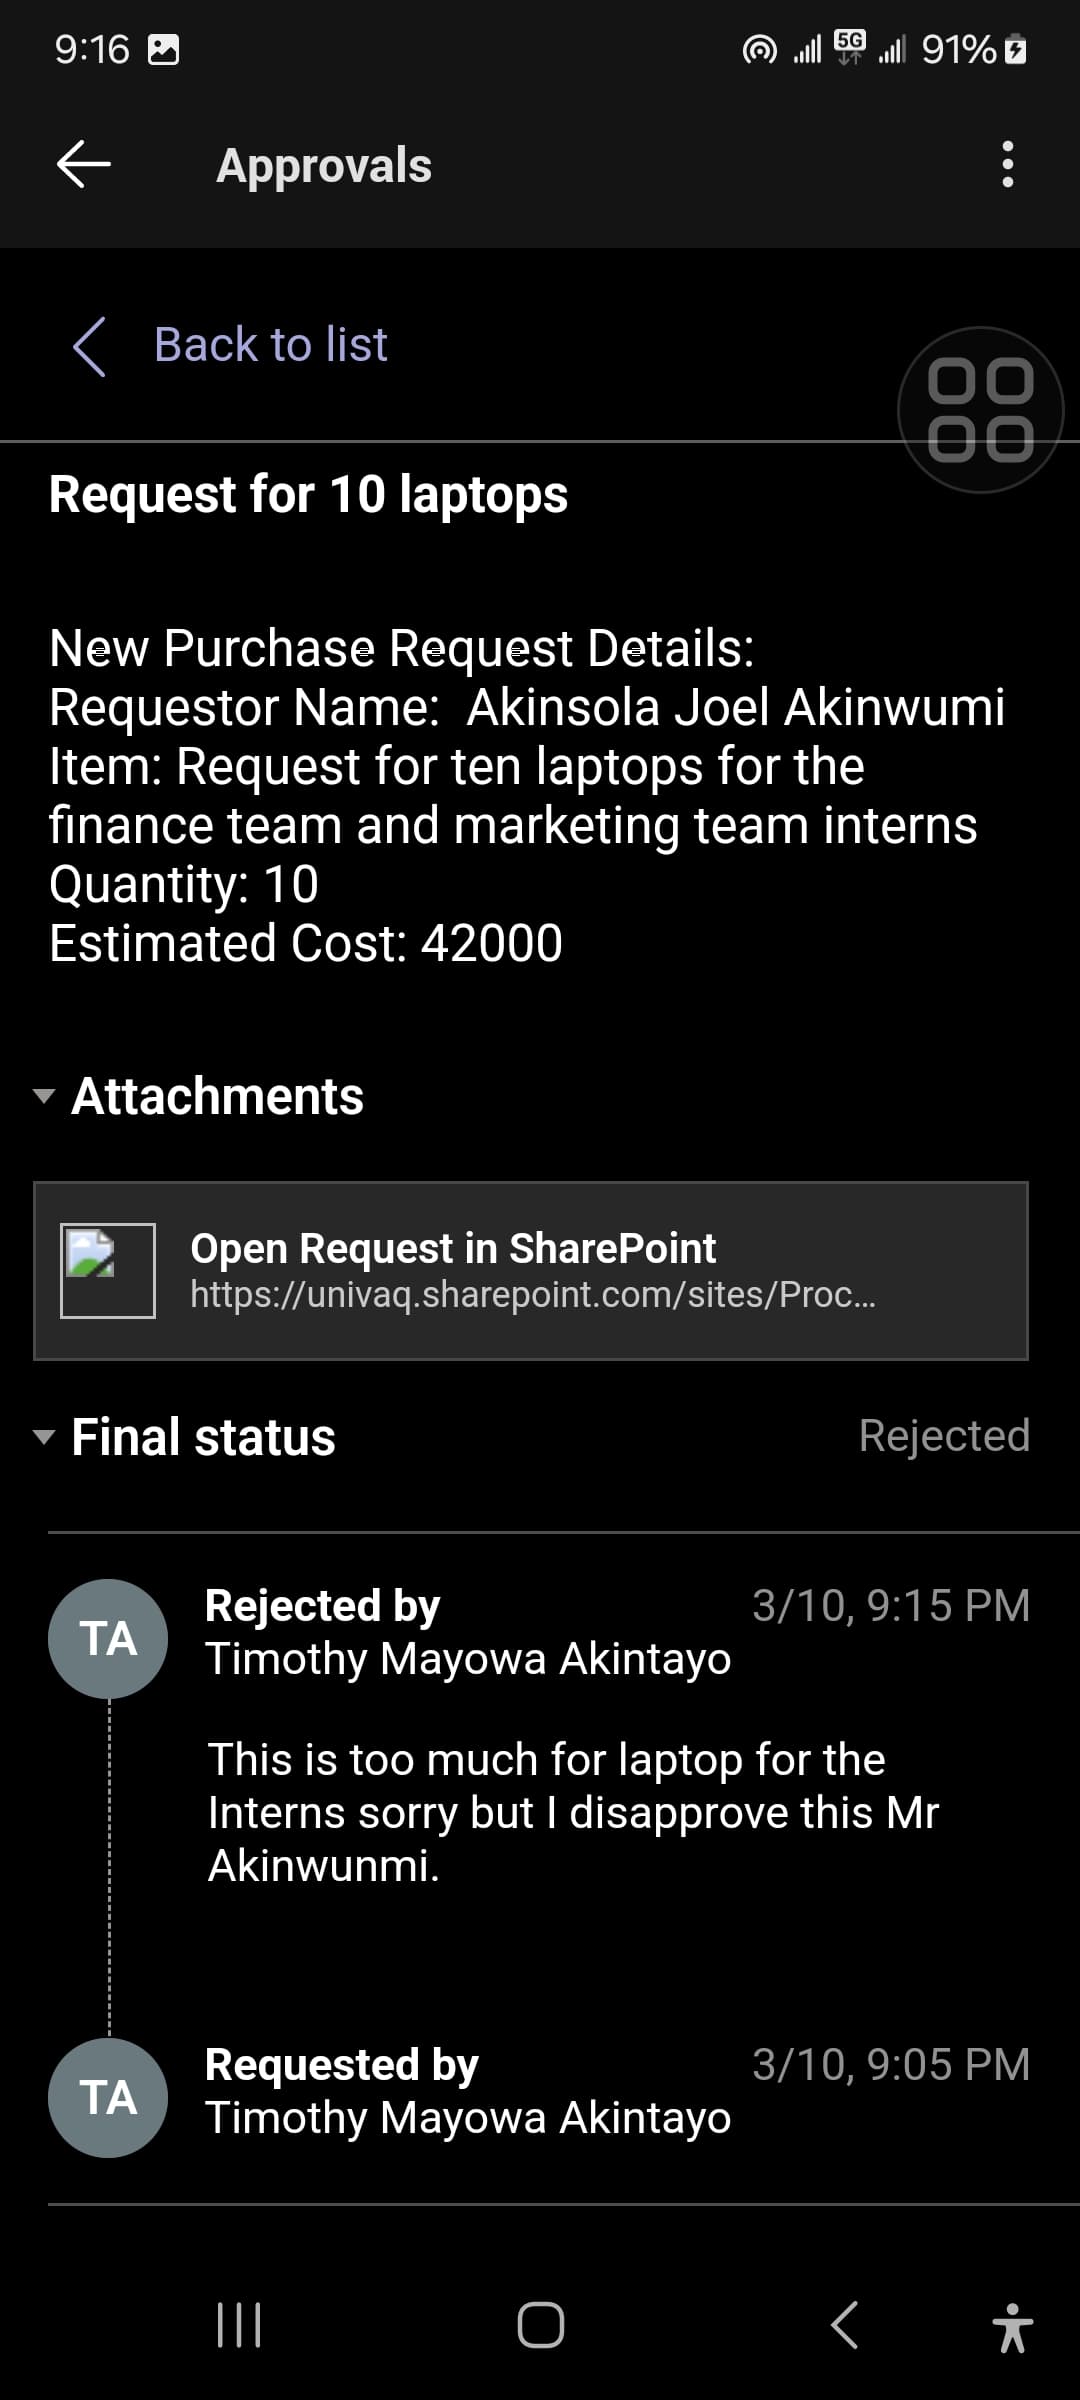 9:16 5G 91%
Approvals
Back to list
Request for 10 laptops
New Purchase Request Details:
Requestor Name:  Akinsola Joel Akinwumi
Item: Request for ten laptops for the
finance team and marketing team interns
Quantity: 10
Estimated Cost: 42000
Attachments
Open Request in SharePoint
https://univaq.sharepoint.com/sites/Proc...
Final status Rejected
TA Rejected by 3/10, 9:15 PM
Timothy Mayowa Akintayo
This is too much for laptop for the
Interns sorry but I disapprove this Mr
Akinwunmi.
TA Requested by 3/10, 9:05 PM
Timothy Mayowa Akintayo